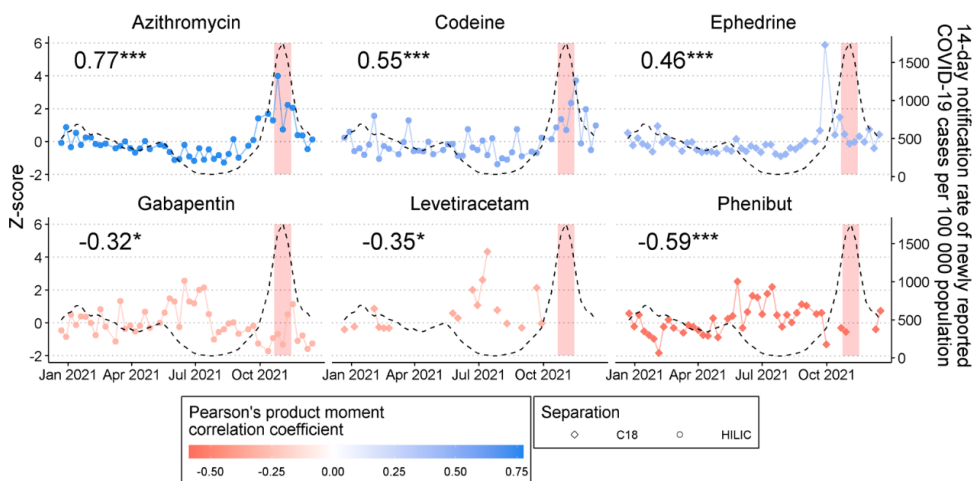 Azithromycin
Codeine
Ephedrine
0.77***
0.55***
0.46***
6
4
2
0
-2
1500
1000
500
0
Gabapentin
Levetiracetam
Phenibut
-0.32*
-0.35*
-0.59***
6
4
2
0
-2
1500
1000
500
0
Z-score
14-day notification rate of newly reported
COVID-19 cases per 100 000 population
Jan 2021 Apr 2021 Jul 2021 Oct 2021
Jan 2021 Apr 2021 Jul 2021 Oct 2021
Jan 2021 Apr 2021 Jul 2021 Oct 2021
Pearson's product moment
correlation coefficient
-0.50 -0.25 0.00 0.25 0.50 0.75
Separation
C18 HILIC